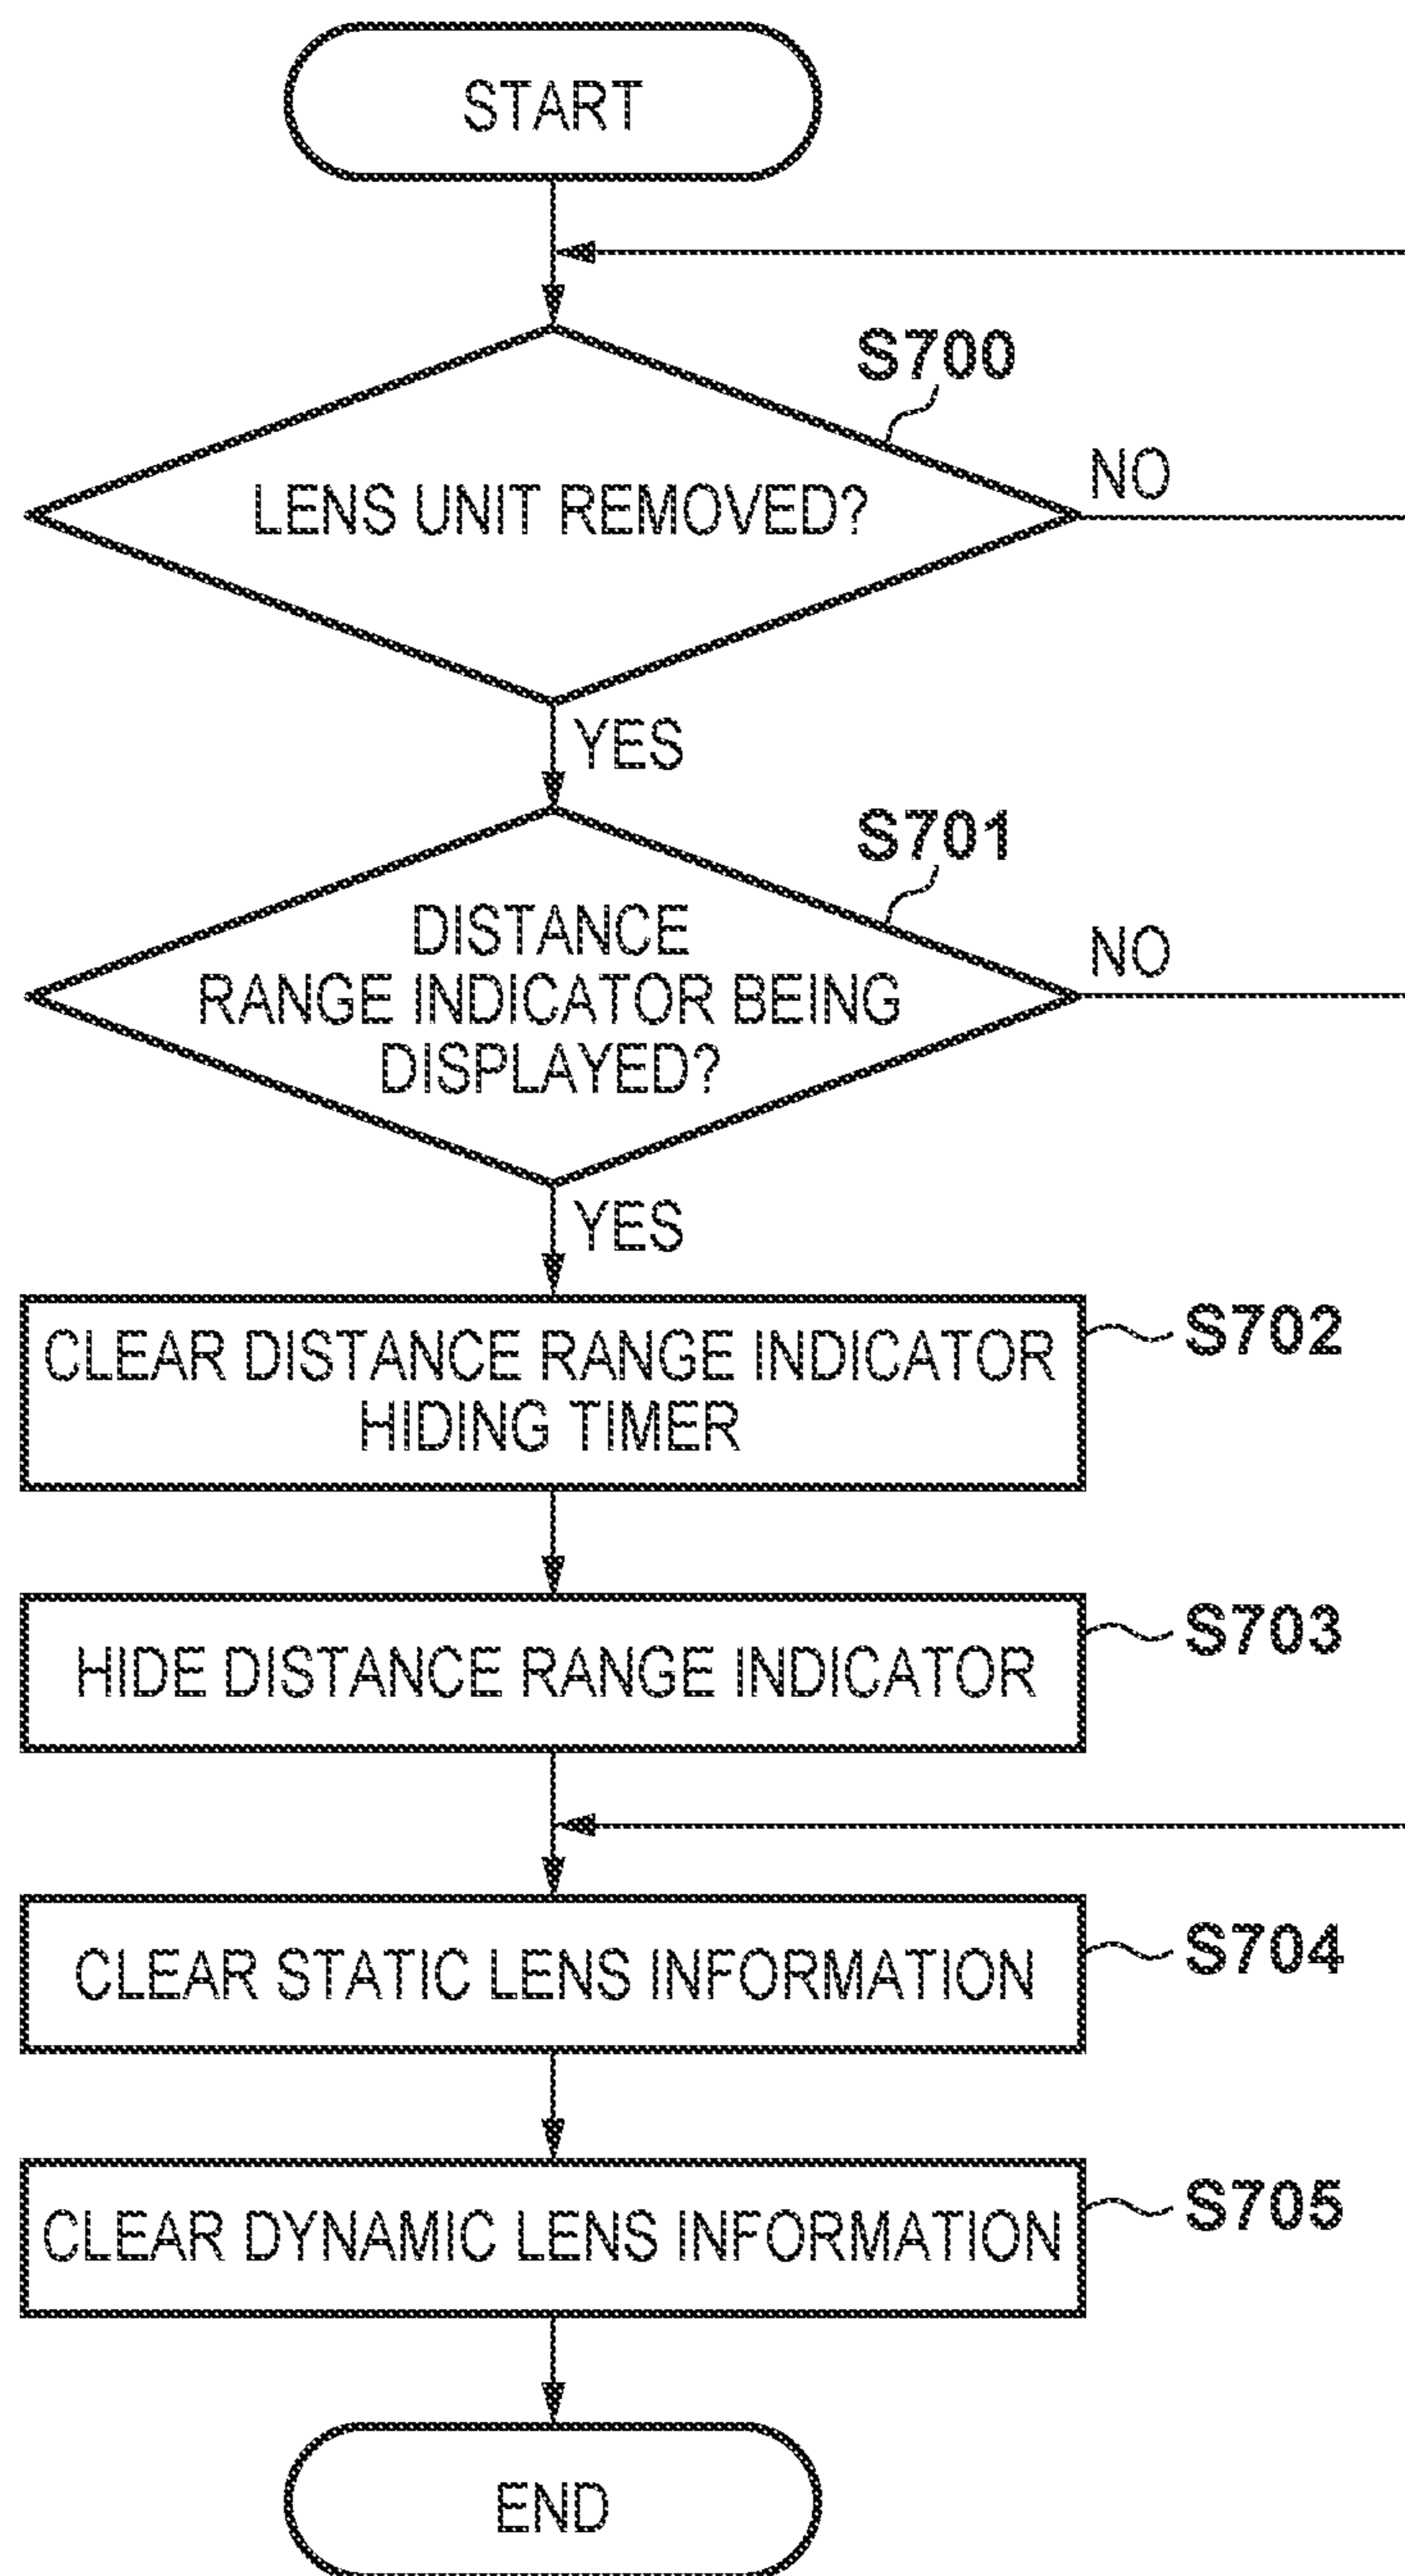 START
S700
LENS UNIT REMOVED?
NO
YES
S701
DISTANCE
RANGE INDICATOR BEING
DISPLAYED?
NO
YES
CLEAR DISTANCE RANGE INDICATOR
HIDING TIMER
S702
HIDE DISTANCE RANGE INDICATOR
S703
CLEAR STATIC LENS INFORMATION
S704
CLEAR DYNAMIC LENS INFORMATION
S705
END